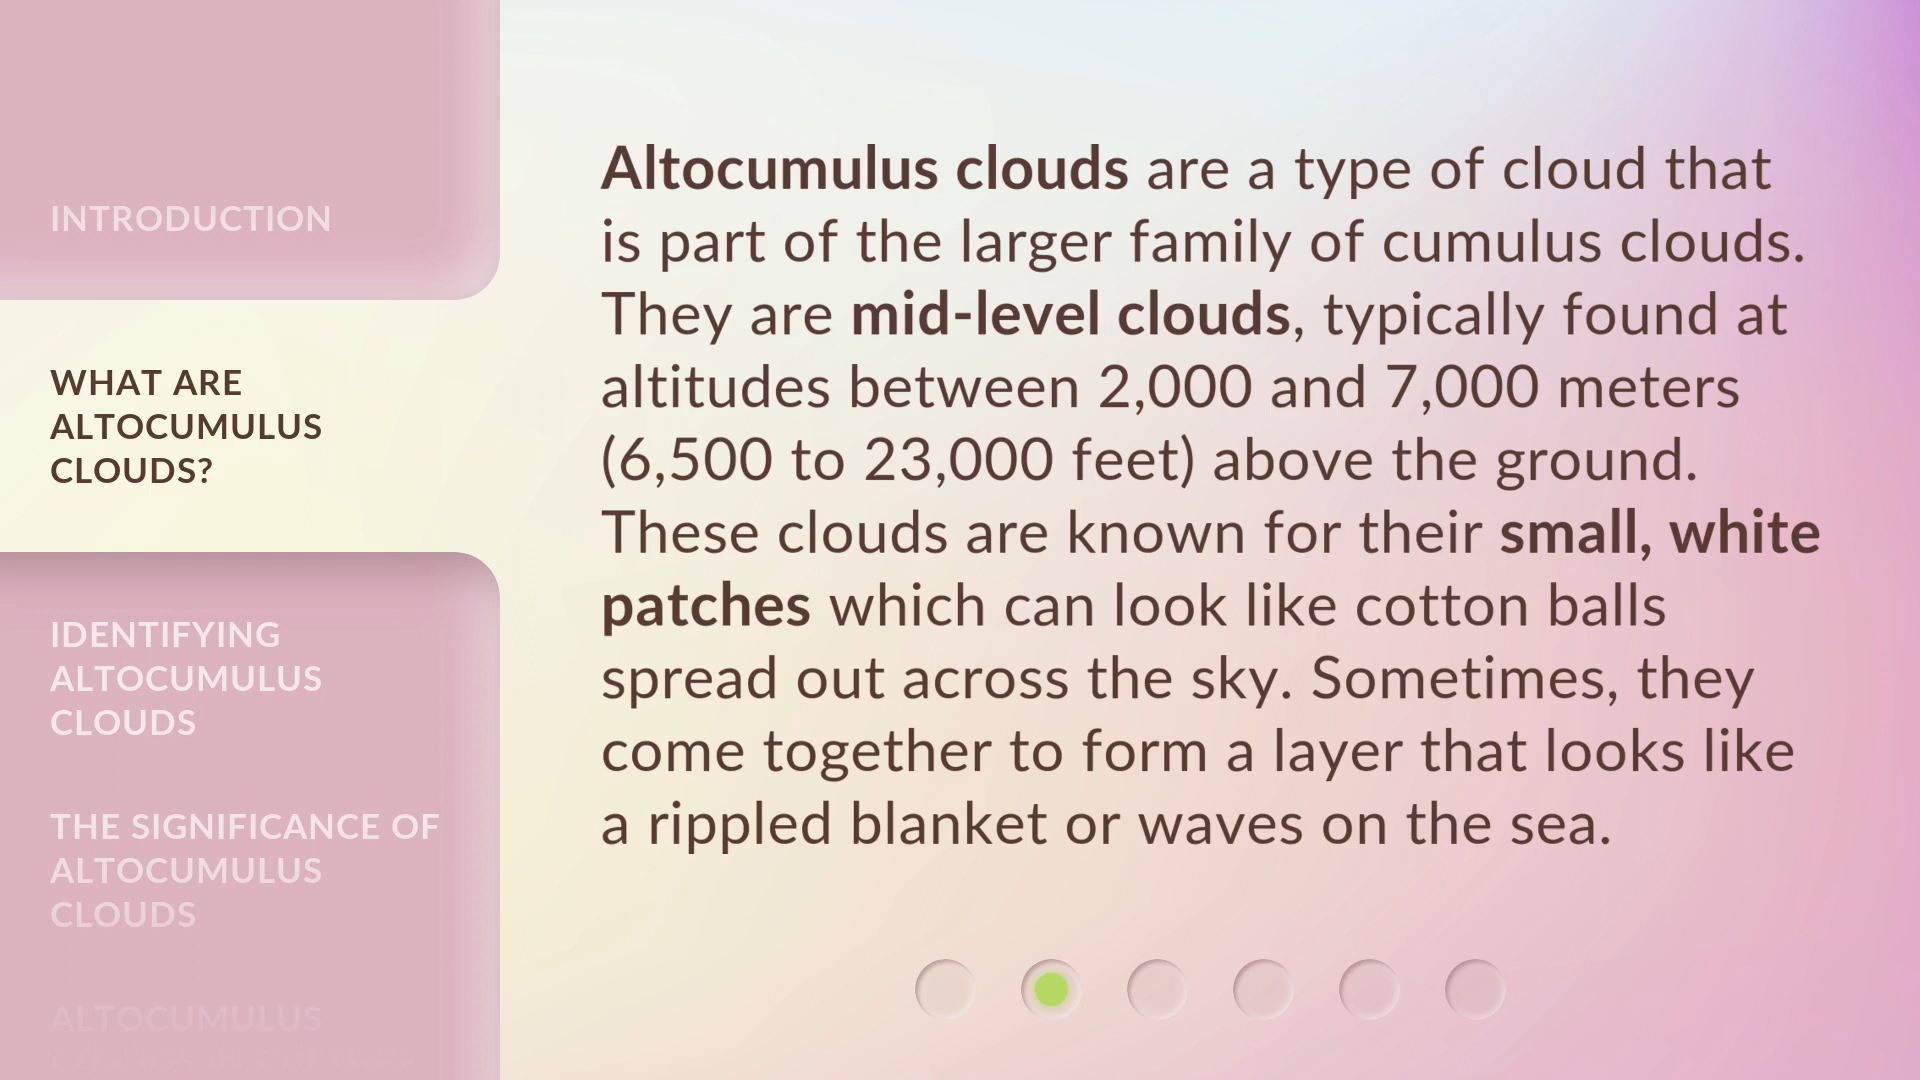 INTRODUCTION
WHAT ARE
ALTOCUMULUS
CLOUDS?
IDENTIFYING
ALTOCUMULUS
CLOUDS
THE SIGNIFICANCE OF
ALTOCUMULUS
CLOUDS
ALTOCUMULUS
Altocumulus clouds are a type of cloud that
is part of the larger family of cumulus clouds.
They are mid-level clouds, typically found at
altitudes between 2,000 and 7,000 meters
(6,500 to 23,000 feet) above the ground.
These clouds are known for their small, white
patches which can look like cotton balls
spread out across the sky. Sometimes, they
come together to form a layer that looks like
a rippled blanket or waves on the sea.